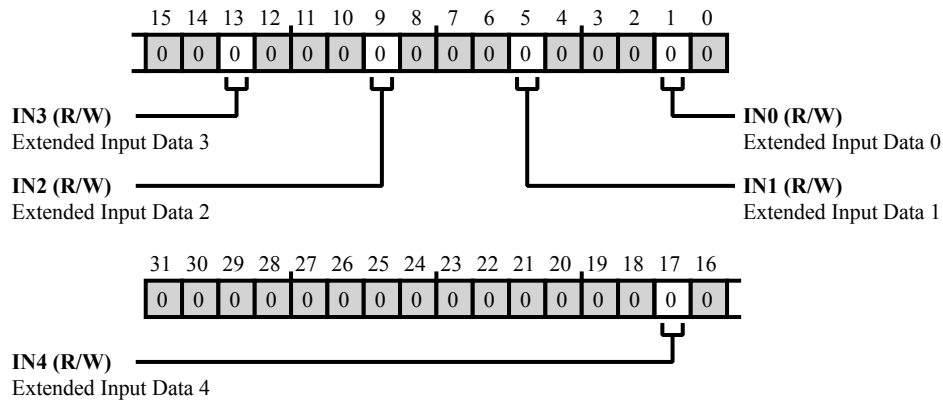 15 14 13 12 11 10 9 8 7 6 5 4 3 2 1 0
0 0 0 0 0 0 0 0 0 0 0 0 0 0 0 0
IN3 (R/W)
Extended Input Data 3
IN0 (R/W)
Extended Input Data 0
IN2 (R/W)
Extended Input Data 2
IN1 (R/W)
Extended Input Data 1
31 30 29 28 27 26 25 24 23 22 21 20 19 18 17 16
0 0 0 0 0 0 0 0 0 0 0 0 0 0 0 0
IN4 (R/W)
Extended Input Data 4